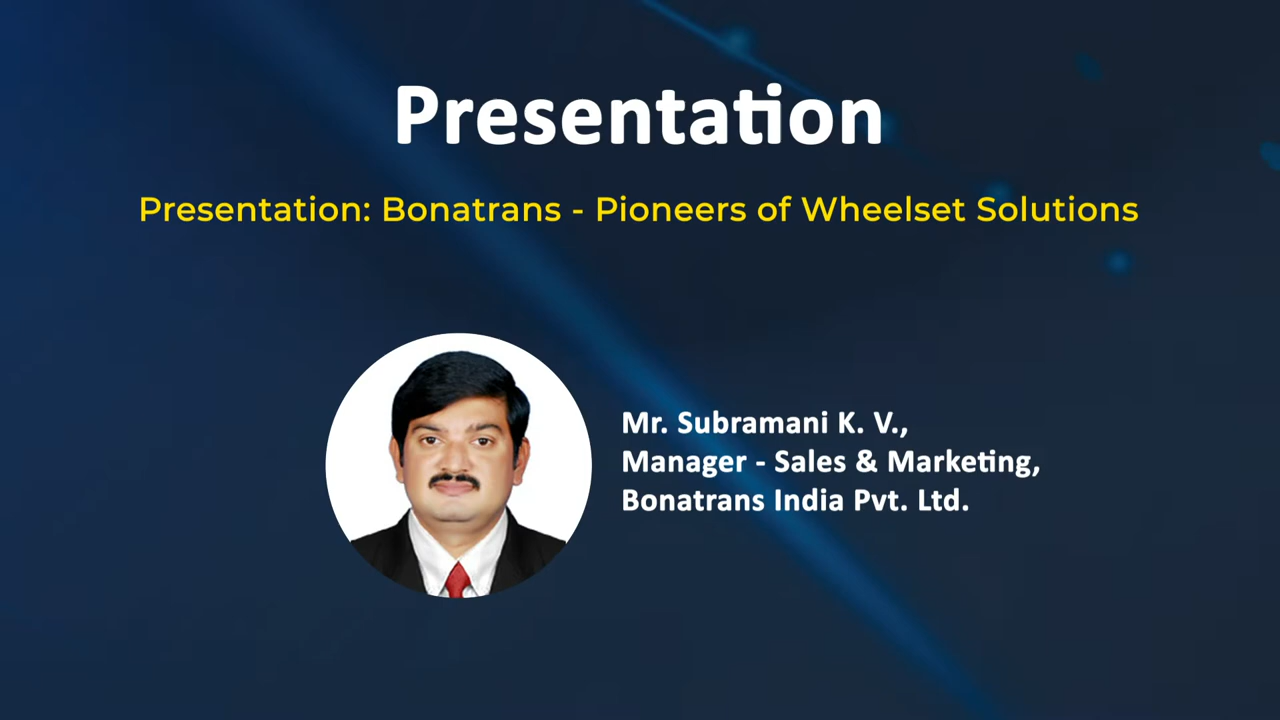 Presentation
Presentation: Bonatrans - Pioneers of Wheelset Solutions
Mr. Subramani K. V.,
Manager - Sales & Marketing,
Bonatrans India Pvt. Ltd.